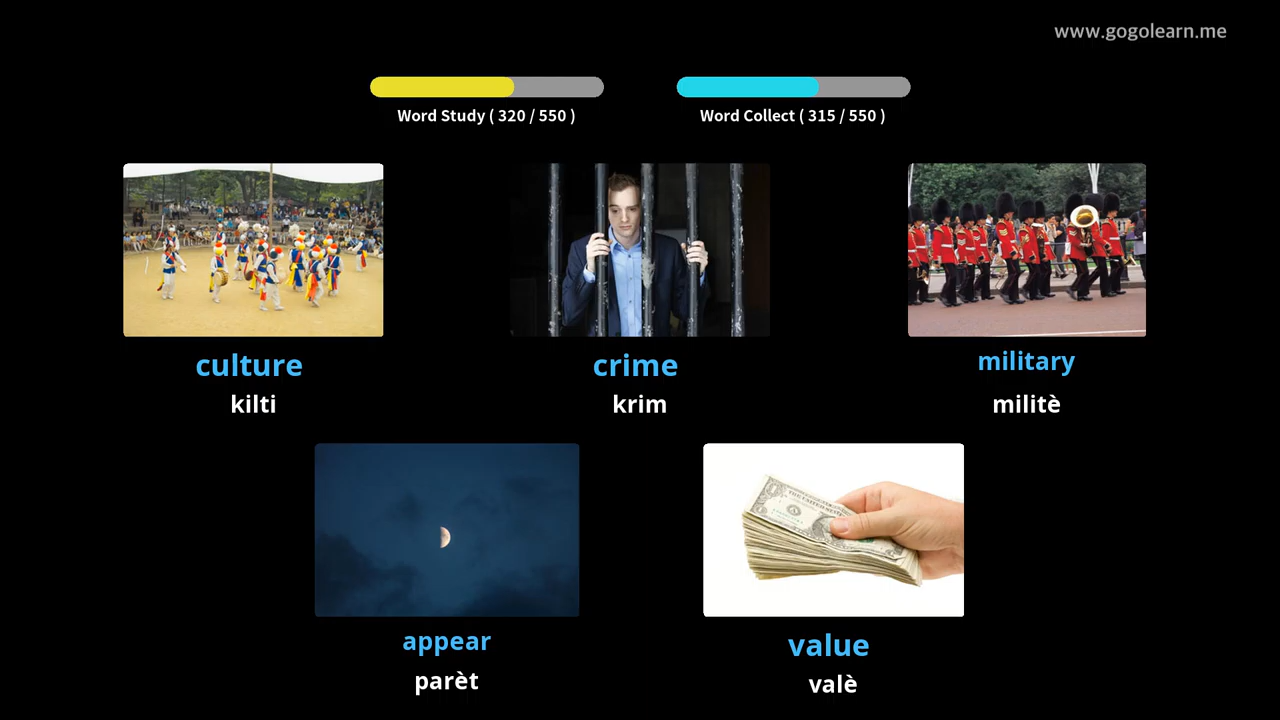 www.gogolearn.me
Word Study ( 320 / 550 )
Word Collect ( 315 / 550 )
culture
kilti
crime
krim
military
militè
appear
parèt
value
valè